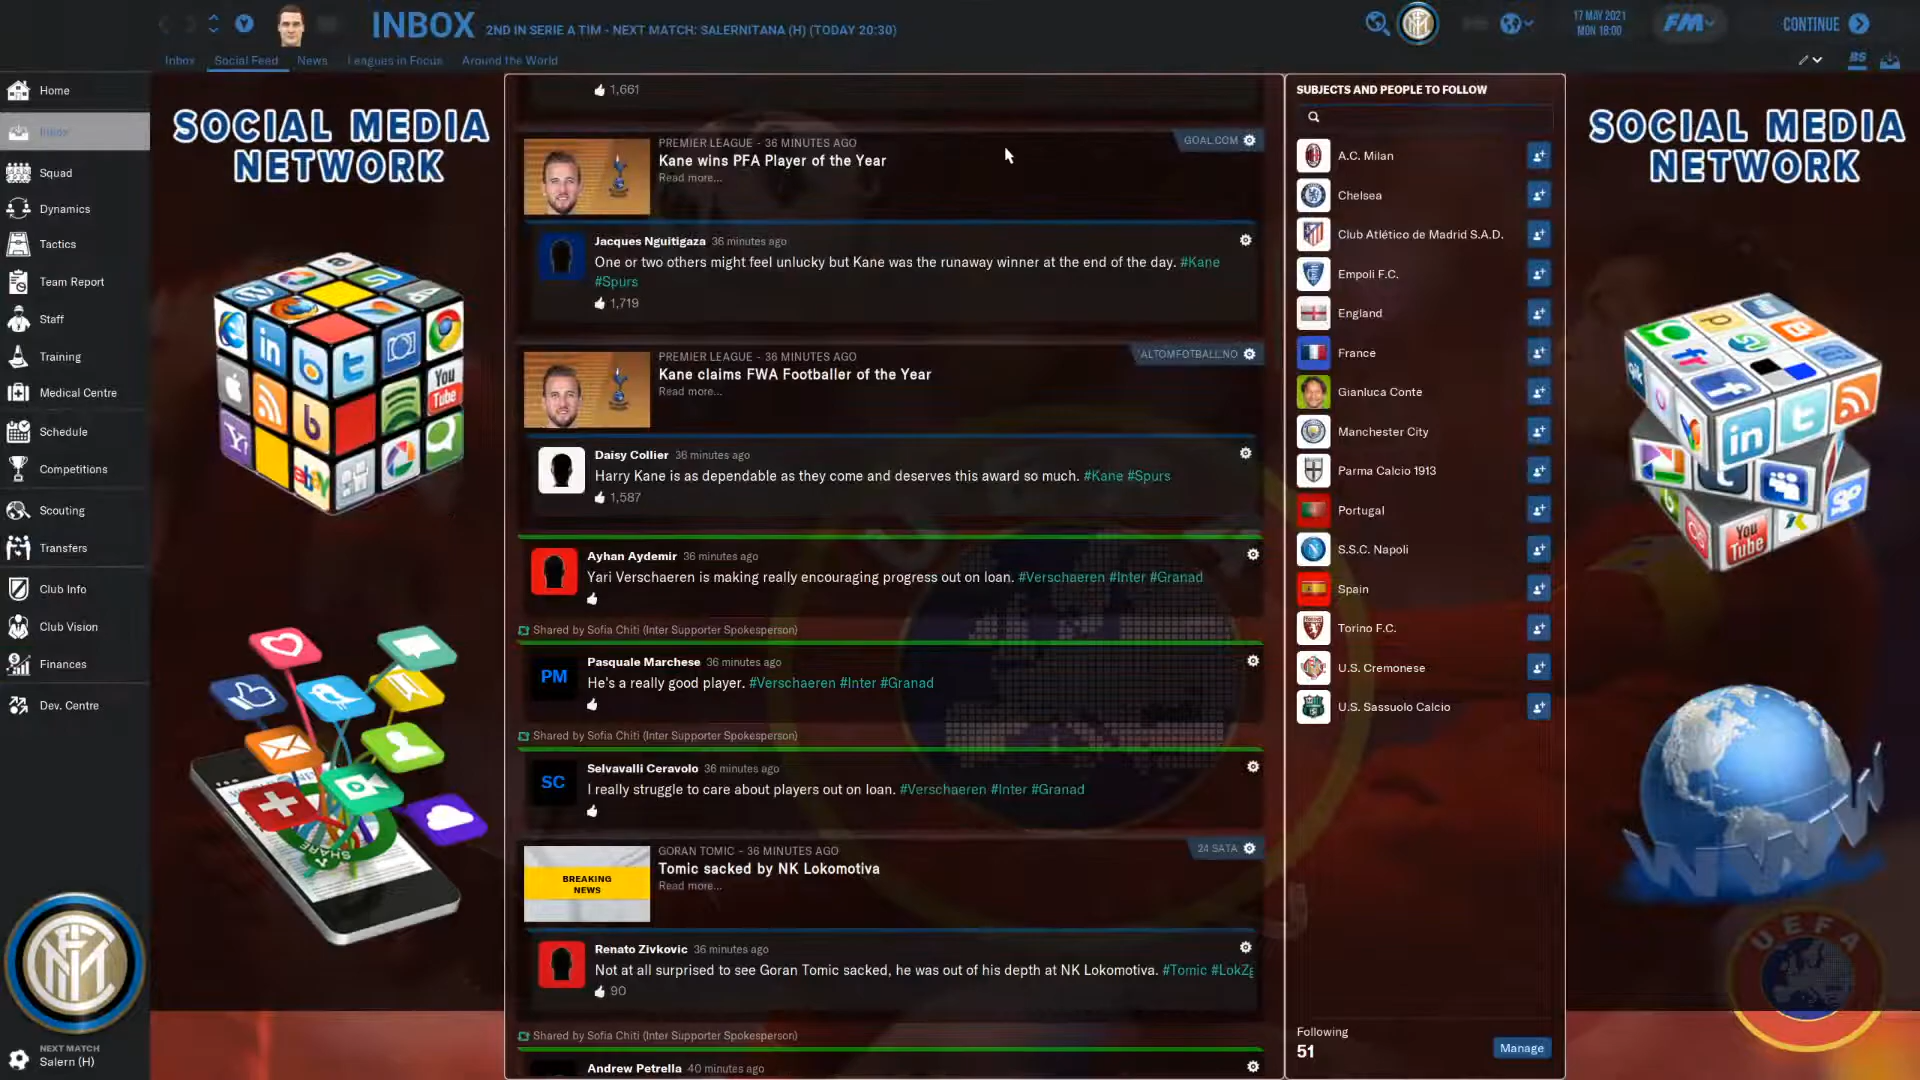 INBOX
2ND IN SERIE A TIM - NEXT MATCH: SALERNITANA (H) (TODAY 20:30)
17 MAY 2021
MON 18:00
FM
CONTINUE
Inbox
Social Feed
News
Leagues in Focus
Around the World
BS
Home
Inbox
Squad
Dynamics
Tactics
Team Report
Staff
Training
Medical Centre
Schedule
Competitions
Scouting
Transfers
Club Info
Club Vision
Finances
Dev. Centre
NEXT MATCH
Salern (H)
SOCIAL MEDIA
NETWORK
You
Tube
ebY
SHARE
1,661
PREMIER LEAGUE - 36 MINUTES AGO
GOAL.COM
Kane wins PFA Player of the Year
Read more...
Jacques Nguitigaza 36 minutes ago
One or two others might feel unlucky but Kane was the runaway winner at the end of the day. #Kane
#Spurs
1,719
PREMIER LEAGUE - 36 MINUTES AGO
ALTOMFOTBALL.NO
Kane claims FWA Footballer of the Year
Read more...
Daisy Collier 36 minutes ago
Harry Kane is as dependable as they come and deserves this award so much. #Kane #Spurs
1,587
Ayhan Aydemir 36 minutes ago
Yari Verschaeren is making really encouraging progress out on loan. #Verschaeren #Inter #Granad
Shared by Sofia Chiti (Inter Supporter Spokesperson)
PM
Pasquale Marchese 36 minutes ago
He's a really good player. #Verschaeren #Inter #Granad
Shared by Sofia Chiti (Inter Supporter Spokesperson)
SC
Selvavalli Ceravolo 36 minutes ago
I really struggle to care about players out on loan. #Verschaeren #Inter #Granad
GORAN TOMIC - 36 MINUTES AGO
24 SATA
BREAKING
NEWS
Tomic sacked by NK Lokomotiva
Read more...
Renato Zivkovic 36 minutes ago
Not at all surprised to see Goran Tomic sacked, he was out of his depth at NK Lokomotiva. #Tomic #LokZg
90
Shared by Sofia Chiti (Inter Supporter Spokesperson)
Andrew Petrella 40 minutes ago
SUBJECTS AND PEOPLE TO FOLLOW
A.C. Milan
Chelsea
Club Atlético de Madrid S.A.D.
Empoli F.C.
England
France
Gianluca Conte
Manchester City
Parma Calcio 1913
Portugal
S.S.C. Napoli
Spain
Torino F.C.
U.S. Cremonese
U.S. Sassuolo Calcio
Following
51
Manage
SOCIAL MEDIA
NETWORK
in
You
Tube
WWW
UEFA